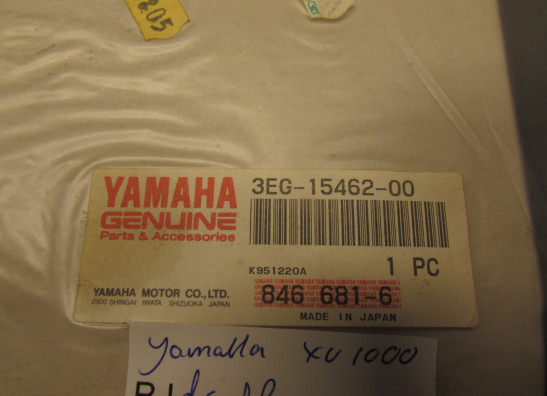 .205
YAMAHA
GENUINE
Parts & Accessories
3EG-15462-00
K951220A
1 PC
YAMAHA MOTOR CO.,LTD.
2500 SHINGAI IWATA SHIZUOKA JAPAN
846 681-6
MADE IN JAPAN
Yamaha XV 1000